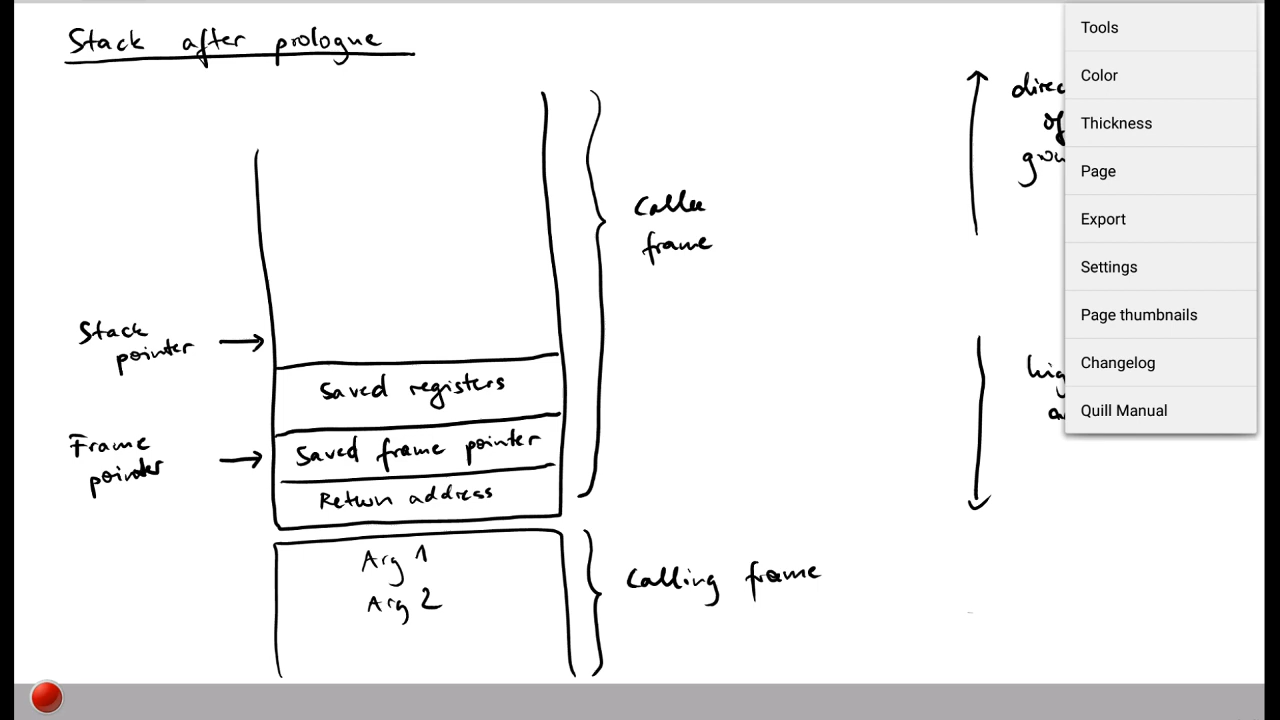 Stack after prologue
Callee
frame
Stack
pointer
Saved registers
Frame
pointer
Saved frame pointer
Return address
Arg 1
Arg 2
Calling frame
of
Tools
Color
Thickness
Page
Export
Settings
Page thumbnails
Changelog
Quill Manual